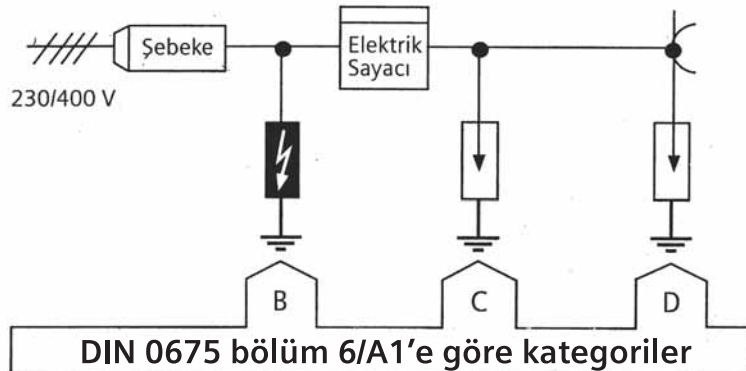 Şebeke
Elektrik
Sayacı
230/400 V
B
C
D
DIN 0675 bölüm 6/A1'e göre kategoriler